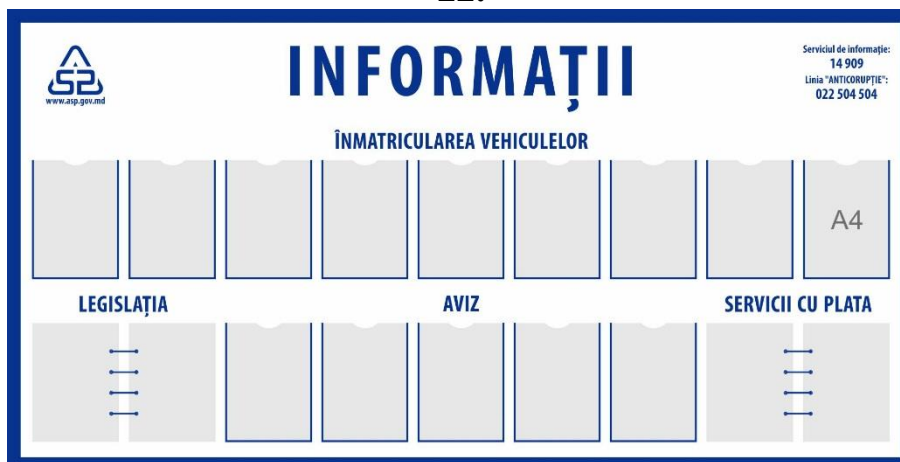 INFORMAȚII
www.asp.gov.md
Serviciul de informație:
14 909
Linia "ANTICORUPȚIE":
022 504 504
ÎNMATRICULAREA VEHICULELOR
A4
LEGISLAȚIA
AVIZ
SERVICII CU PLATA